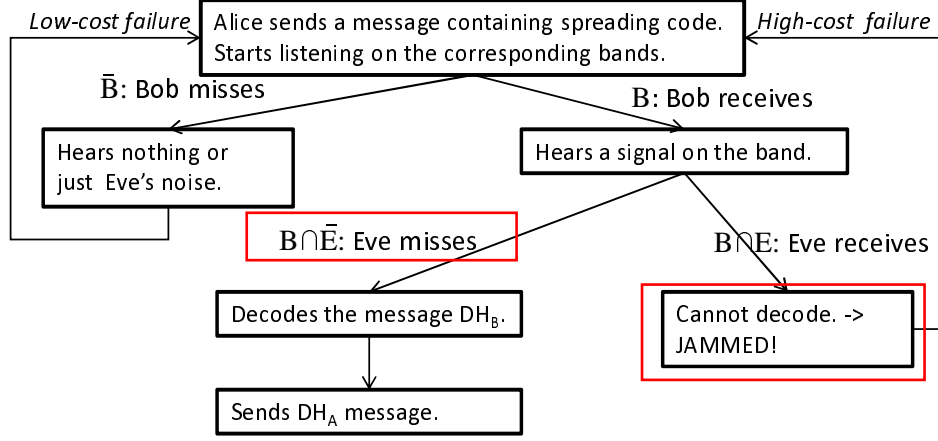 Low-cost failure
Alice sends a message containing spreading code.
Starts listening on the corresponding bands.
High-cost failure
B̄: Bob misses
B: Bob receives
Hears nothing or
just Eve's noise.
Hears a signal on the band.
B∩Ē: Eve misses
B∩E: Eve receives
Decodes the message DH_B.
Cannot decode. ->
JAMMED!
Sends DH_A message.